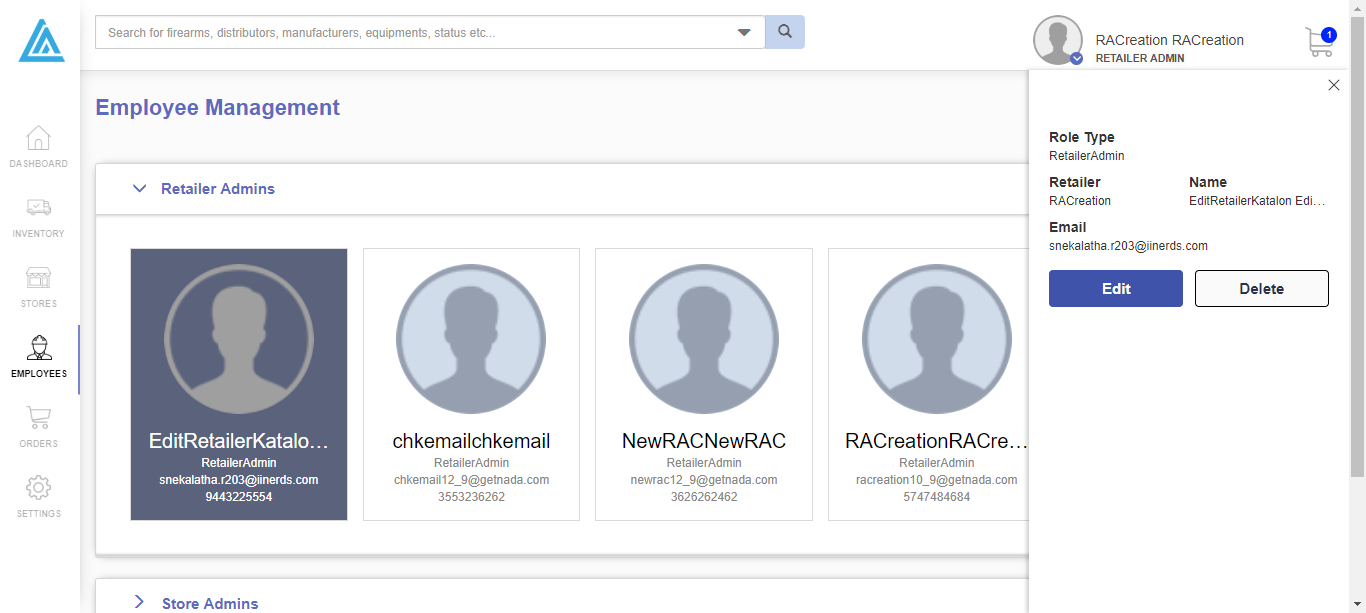 Search for firearms, distributors, manufacturers, equipments, status etc...
RACreation RACreation
RETAILER ADMIN
1
DASHBOARD
INVENTORY
STORES
EMPLOYEES
ORDERS
SETTINGS
Employee Management
Retailer Admins
EditRetailerKatalo...
RetailerAdmin
snekalatha.r203@iinerds.com
9443225554
chkemailchkemail
RetailerAdmin
chkemail12_9@getnada.com
3553236262
NewRACNewRAC
RetailerAdmin
newrac12_9@getnada.com
3626262462
RACreationRACre...
RetailerAdmin
racreation10_9@getnada.com
5747484684
Store Admins
Role Type
RetailerAdmin
Retailer
RACreation
Name
EditRetailerKatalon Edi...
Email
snekalatha.r203@iinerds.com
Edit
Delete